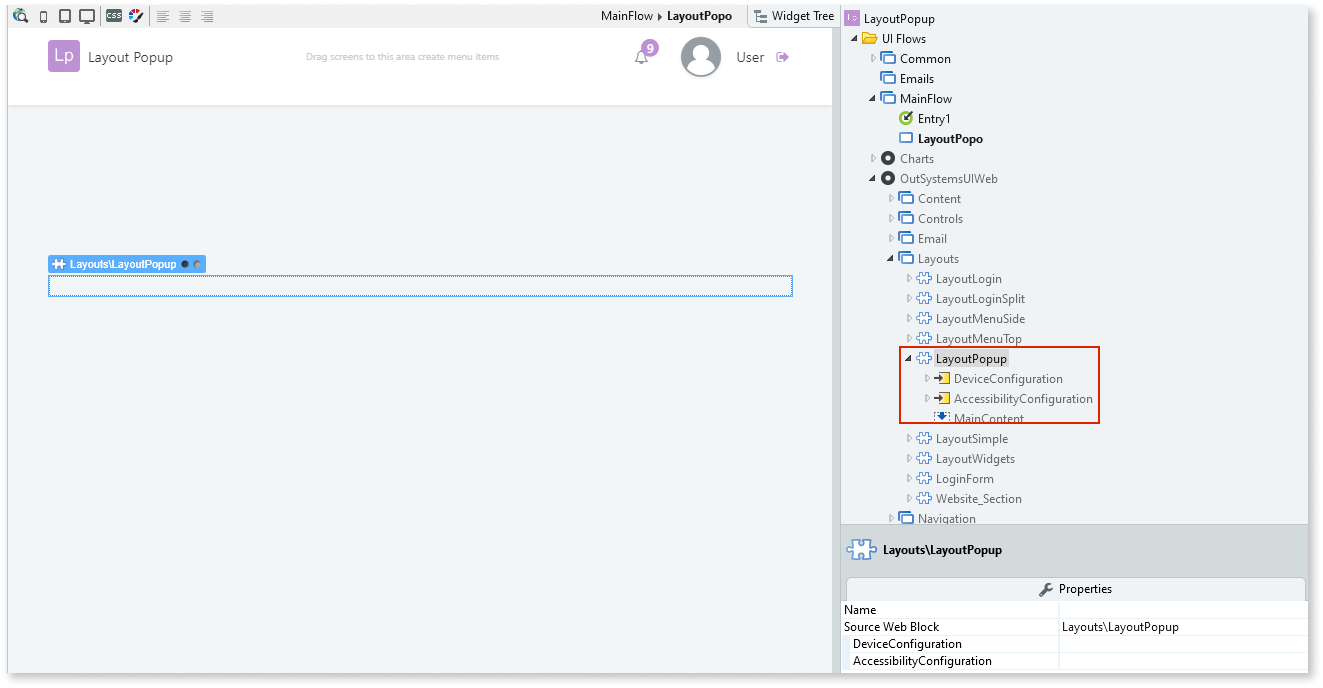 CSS
MainFlow ▸ LayoutPopo
Widget Tree
Lp
Layout Popup
Drag screens to this area create menu items
9
User
Layouts\LayoutPopup
Lp LayoutPopup
UI Flows
Common
Emails
MainFlow
Entry1
LayoutPopo
Charts
OutSystemsUIWeb
Content
Controls
Email
Layouts
LayoutLogin
LayoutLoginSplit
LayoutMenuSide
LayoutMenuTop
LayoutPopup
DeviceConfiguration
AccessibilityConfiguration
MainContent
LayoutSimple
LayoutWidgets
LoginForm
Website_Section
Navigation
Layouts\LayoutPopup
Properties
Name
Source Web Block Layouts\LayoutPopup
DeviceConfiguration
AccessibilityConfiguration